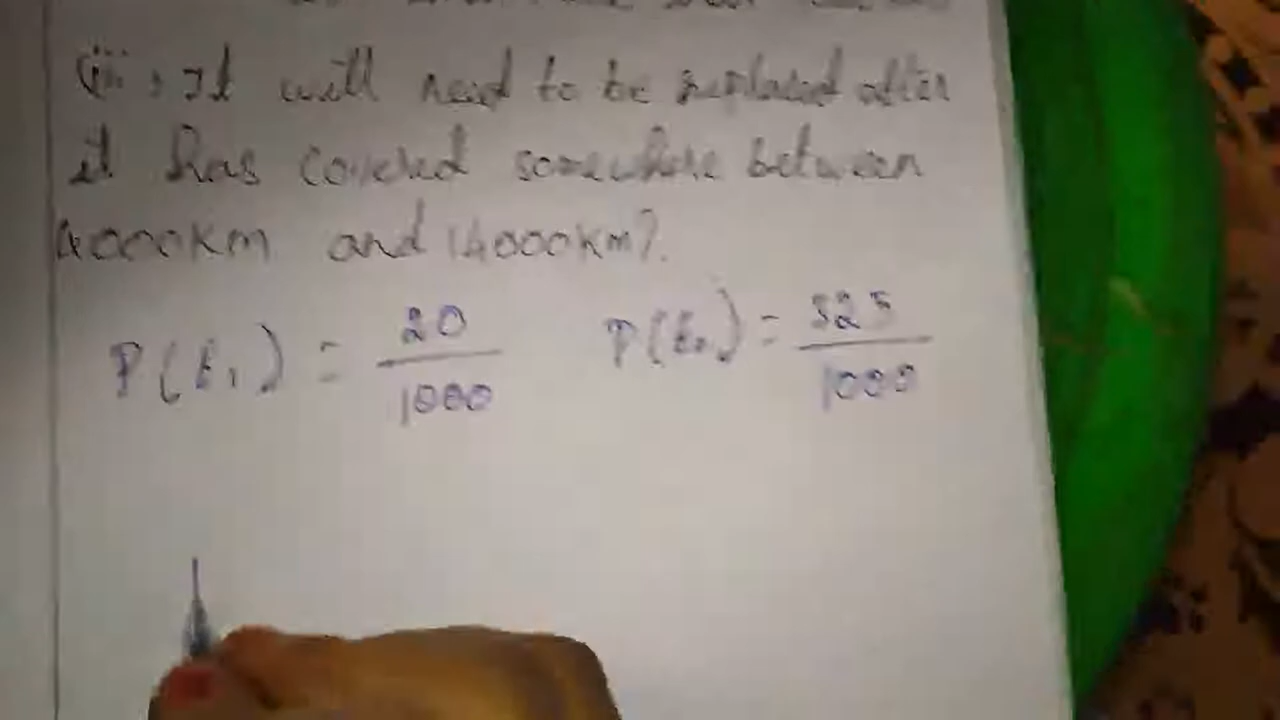 (iii) It will need to be replaced after
it has covered somewhere between
4000km and 14000km?
P(E₁) = 20/1000 P(E₂) = 325/1000